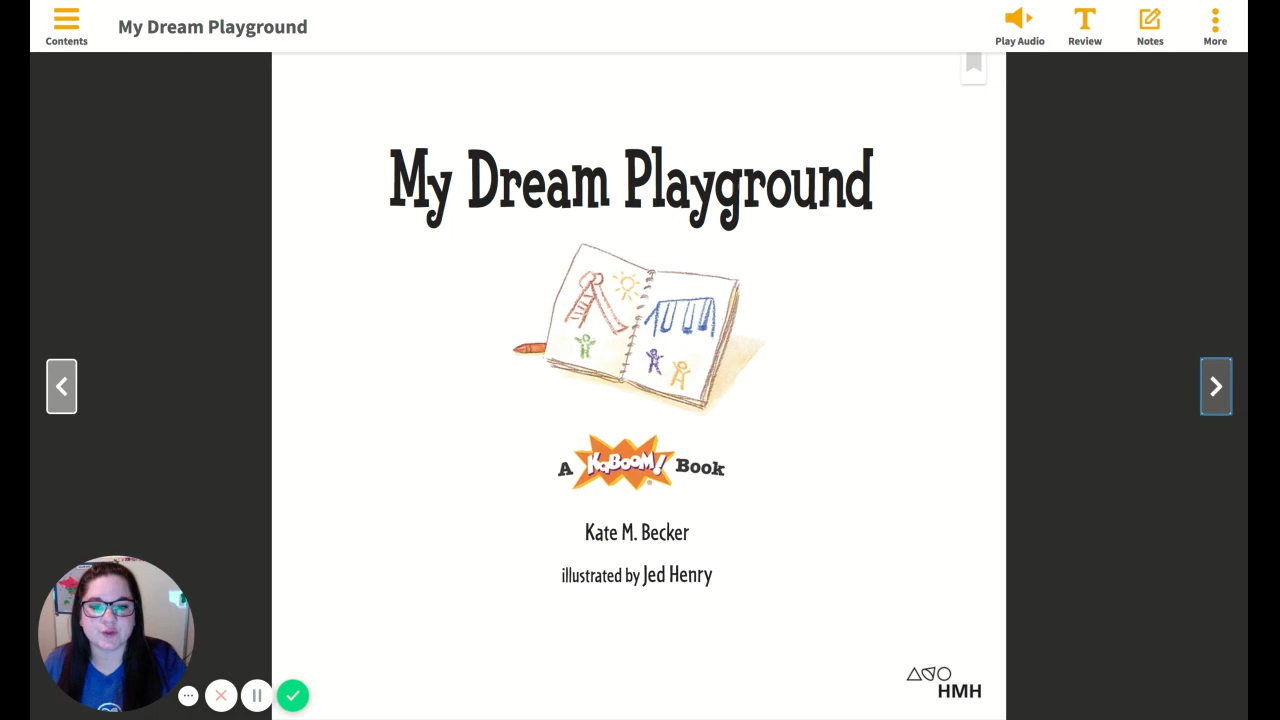 My Dream Playground
Contents
Play Audio
Review
Notes
More
My Dream Playground
A KaBOOM! Book
Kate M. Becker
illustrated by Jed Henry
HMH